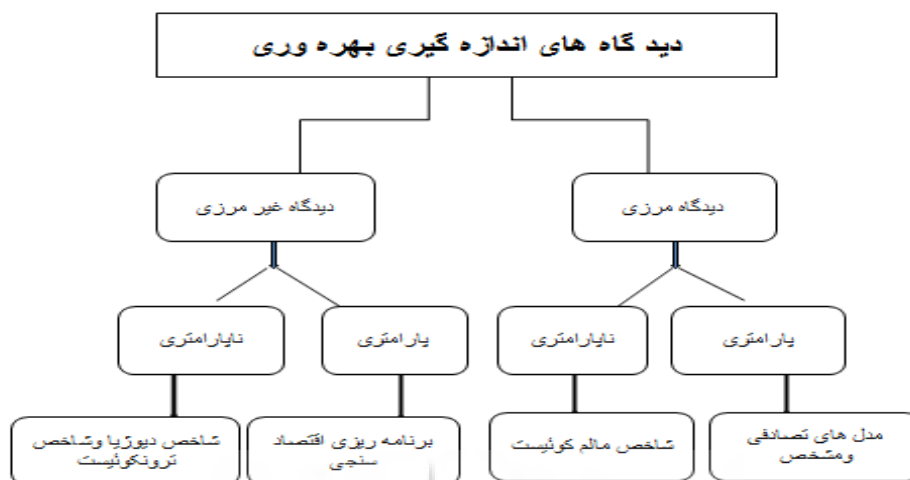 دید گاه های اندازه گیری بهره وری
دیدگاه مرزی
دیدگاه غیر مرزی
پارامتری
ناپارامتری
پارامتری
ناپارامتری
مدل های تصادفی
ومشخص
شاخص مالم کوئیست
برنامه ریزی اقتصاد
سنجی
شاخص دیوژیا وشاخص
ترونکوئیست